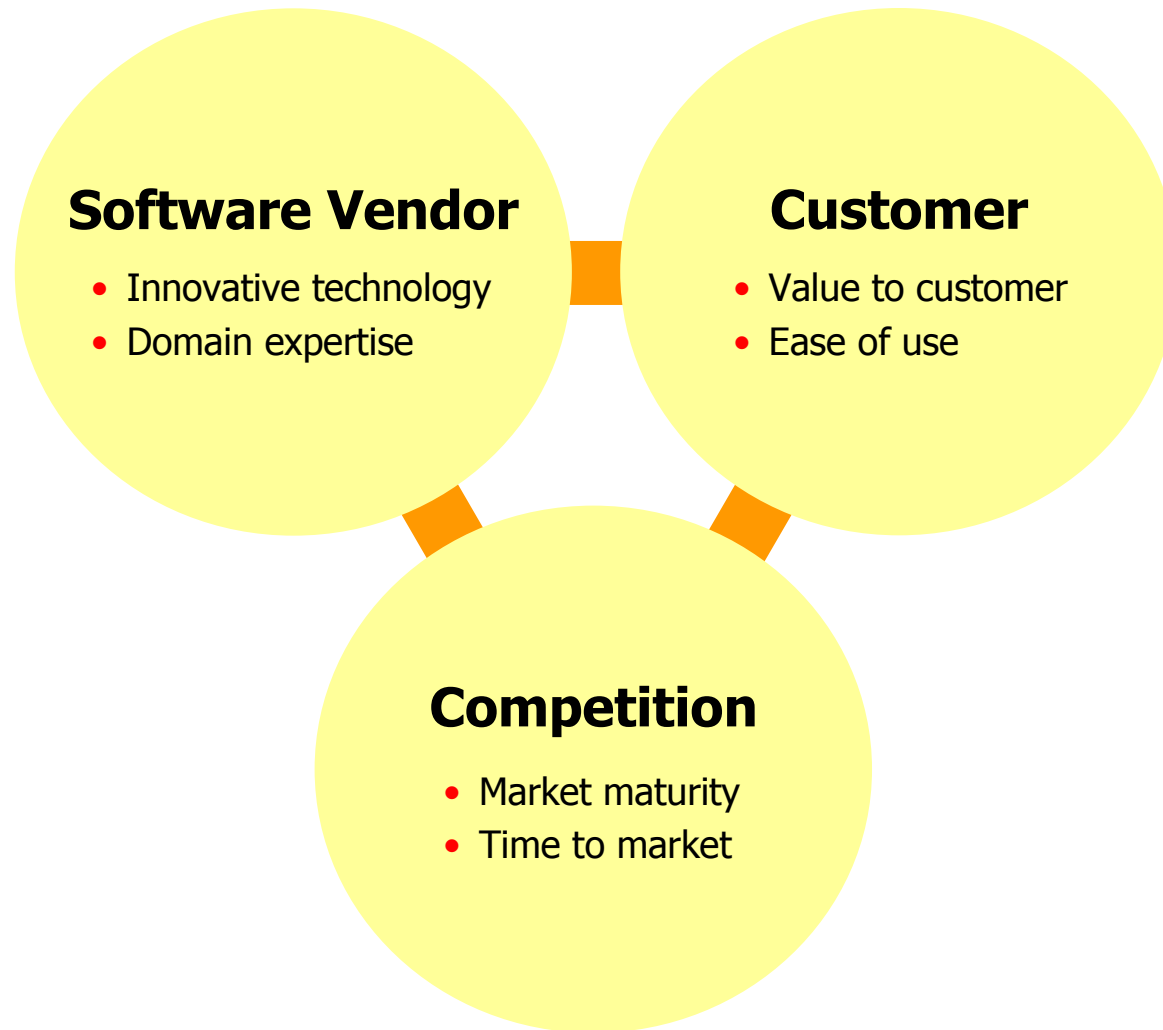 Software Vendor
• Innovative technology
• Domain expertise
Customer
• Value to customer
• Ease of use
Competition
• Market maturity
• Time to market